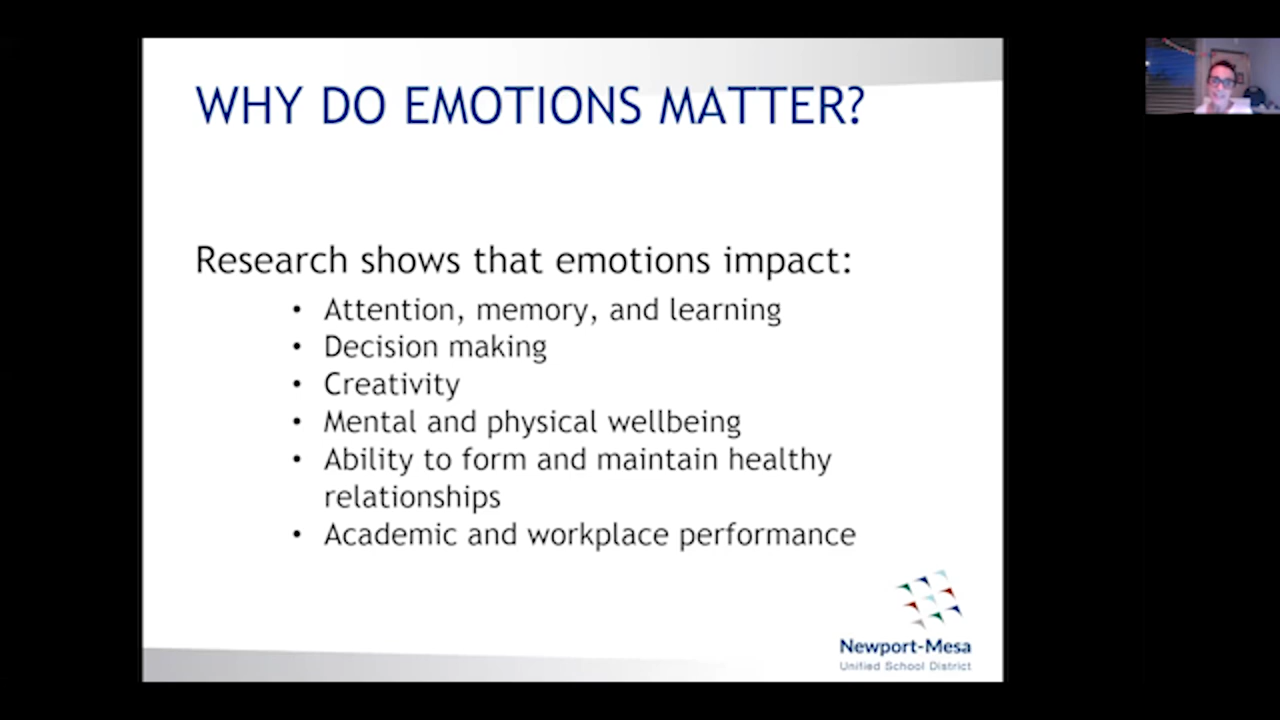 WHY DO EMOTIONS MATTER?
Research shows that emotions impact:
• Attention, memory, and learning
• Decision making
• Creativity
• Mental and physical wellbeing
• Ability to form and maintain healthy
relationships
• Academic and workplace performance
Newport-Mesa
Unified School District